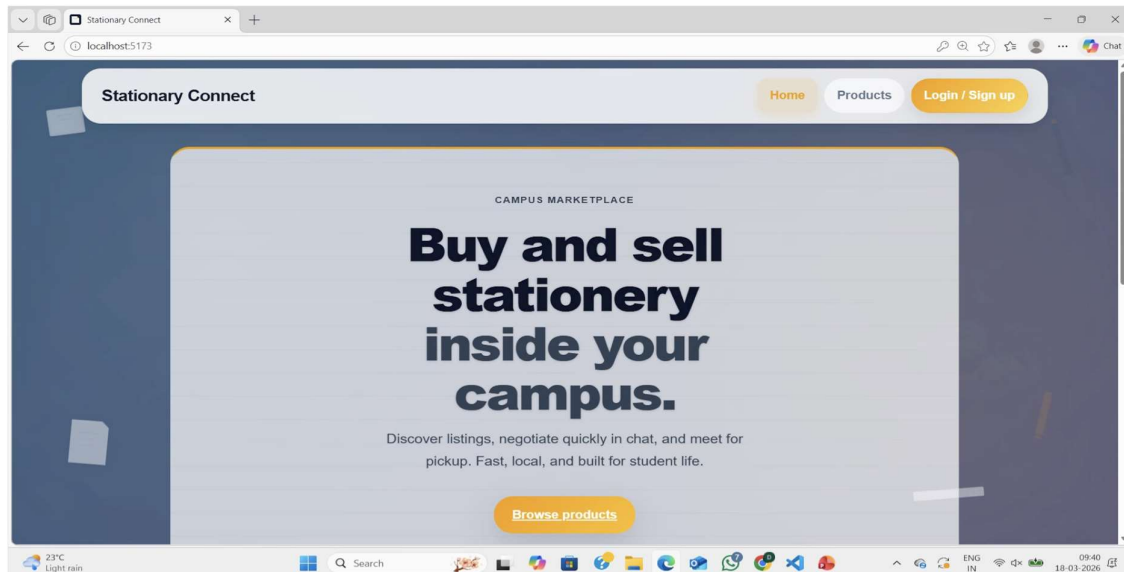 Stationary Connect
localhost:5173
Chat
Stationary Connect
Home
Products
Login / Sign up
CAMPUS MARKETPLACE
Buy and sell
stationery
inside your
campus.
Discover listings, negotiate quickly in chat, and meet for
pickup. Fast, local, and built for student life.
Browse products
23°C
Light rain
Search
7
ENG
IN
09:40
18-03-2026